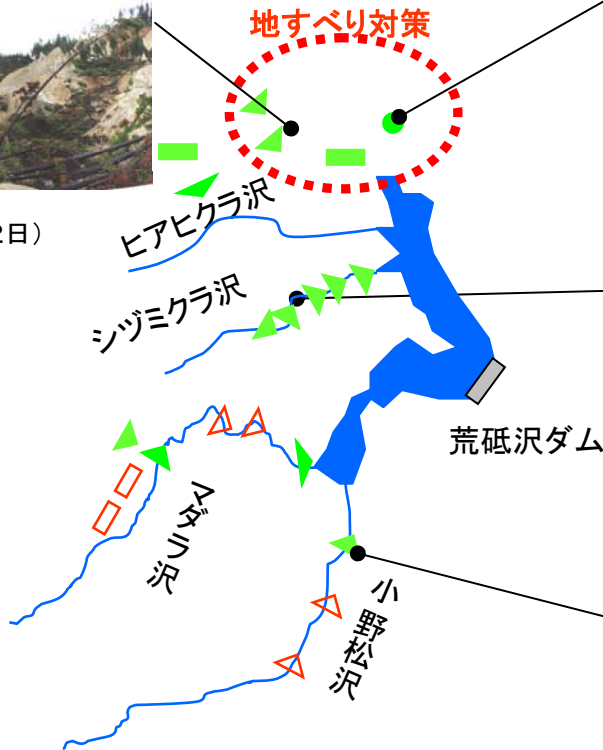 地すべり対策
2日）
ヒアヒクラ沢
シヅミクラ沢
荒砥沢ダム
マダラ沢
小野松沢